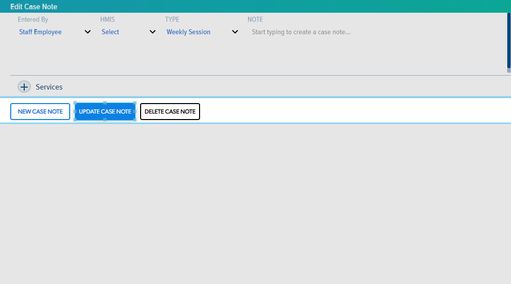 Edit Case Note
Entered By HMIS TYPE NOTE
Staff Employee Select Weekly Session Start typing to create a case note...
Services
NEW CASE NOTE UPDATE CASE NOTE DELETE CASE NOTE